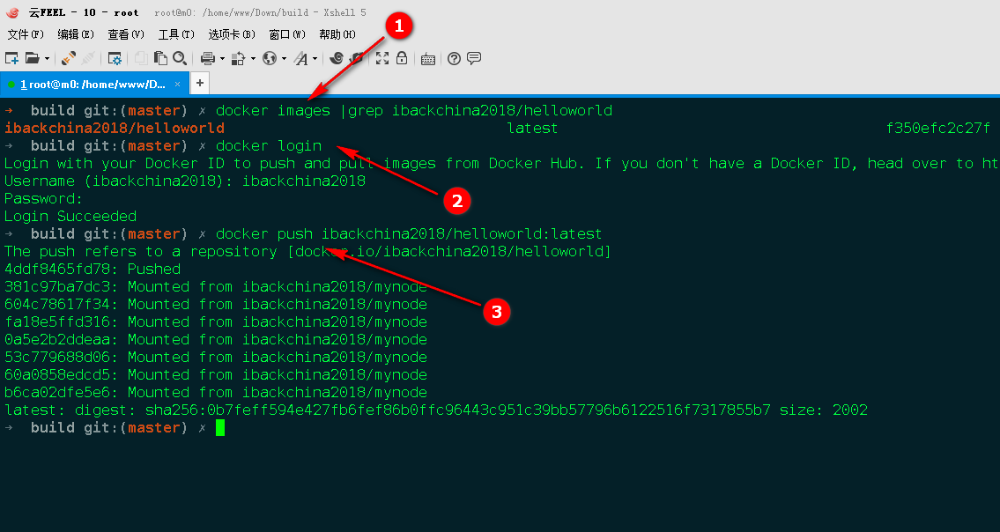 云FEEL - 10 - root root@m0: /home/www/Down/build - Xshell 5
文件(F) 编辑(E) 查看(V) 工具(T) 选项卡(B) 窗口(W) 帮助(H)
1 root@m0:/home/www/D... × +
➜ build git:(master) ✗ docker images |grep ibackchina2018/helloworld
ibackchina2018/helloworld latest f350efc2c27f
➜ build git:(master) ✗ docker login
Login with your Docker ID to push and pull images from Docker Hub. If you don't have a Docker ID, head over to ht
Username (ibackchina2018): ibackchina2018
Password:
Login Succeeded
➜ build git:(master) ✗ docker push ibackchina2018/helloworld:latest
The push refers to a repository [docker.io/ibackchina2018/helloworld]
4ddf8465fd78: Pushed
381c97ba7dc3: Mounted from ibackchina2018/mynode
604c78617f34: Mounted from ibackchina2018/mynode
fa18e5ffd316: Mounted from ibackchina2018/mynode
0a5e2b2ddeaa: Mounted from ibackchina2018/mynode
53c779688d06: Mounted from ibackchina2018/mynode
60a0858edcd5: Mounted from ibackchina2018/mynode
b6ca02dfe5e6: Mounted from ibackchina2018/mynode
latest: digest: sha256:0b7feff594e427fb6fef86b0ffc96443c951c39bb57796b6122516f7317855b7 size: 2002
➜ build git:(master) ✗
1
2
3